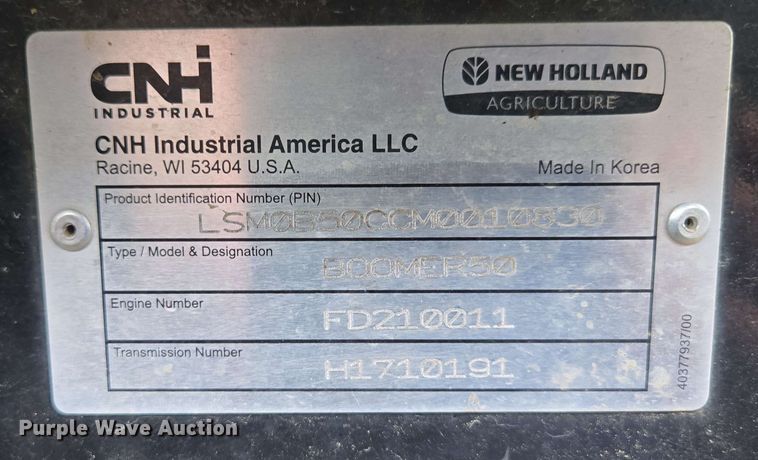 CNH
INDUSTRIAL
NEW HOLLAND
AGRICULTURE
CNH Industrial America LLC
Racine, WI 53404 U.S.A.
Made In Korea
Product Identification Number (PIN)
LSM0B50CCM0010830
Type / Model & Designation
BOOMER50
Engine Number
FD210011
Transmission Number
H1710191
40377937/00
Purple Wave Auction